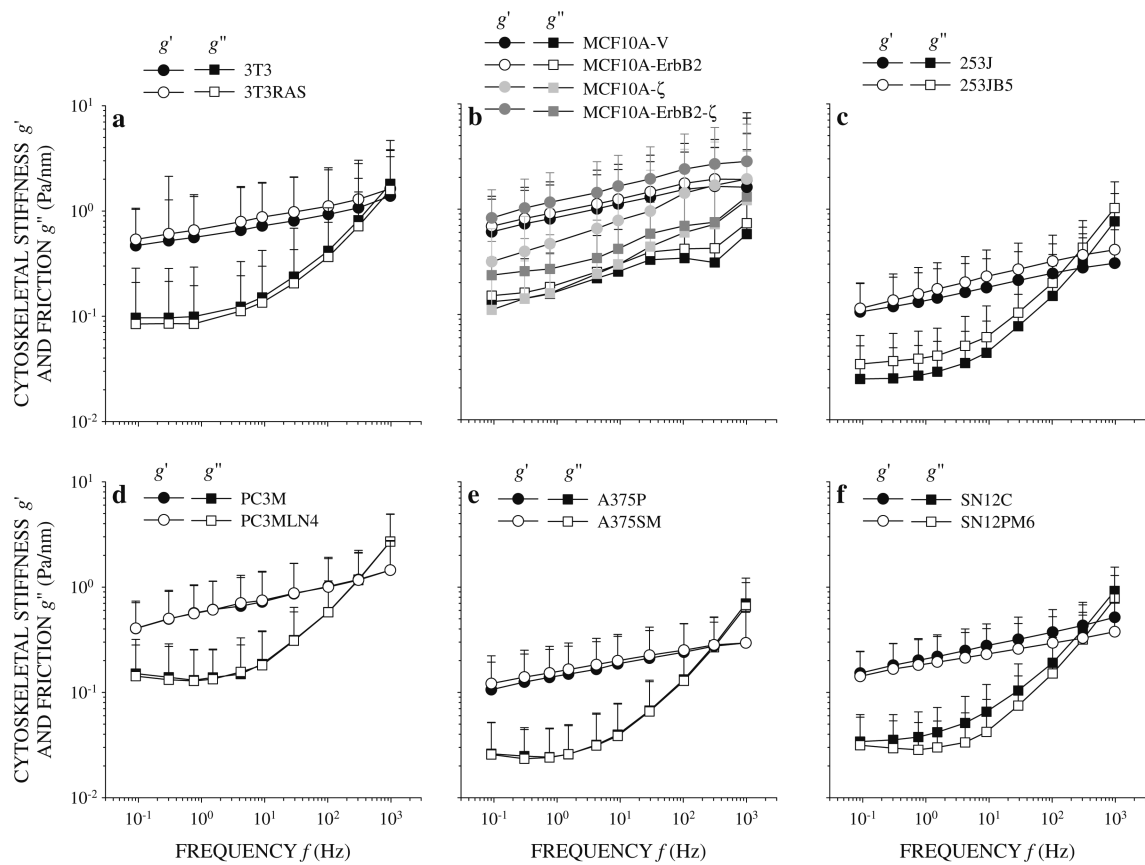 g' g"
3T3
3T3RAS
a
g' g"
MCF10A-V
MCF10A-ErbB2
MCF10A-ζ
MCF10A-ErbB2-ζ
b
g' g"
253J
253JB5
c
CYTOSKELETAL STIFFNESS g'
AND FRICTION g" (Pa/nm)
10¹
10⁰
10⁻¹
10⁻²
g' g"
PC3M
PC3MLN4
d
g' g"
A375P
A375SM
e
g' g"
SN12C
SN12PM6
f
CYTOSKELETAL STIFFNESS g'
AND FRICTION g" (Pa/nm)
10¹
10⁰
10⁻¹
10⁻²
10⁻¹ 10⁰ 10¹ 10² 10³
10⁻¹ 10⁰ 10¹ 10² 10³
10⁻¹ 10⁰ 10¹ 10² 10³
FREQUENCY f (Hz)
FREQUENCY f (Hz)
FREQUENCY f (Hz)